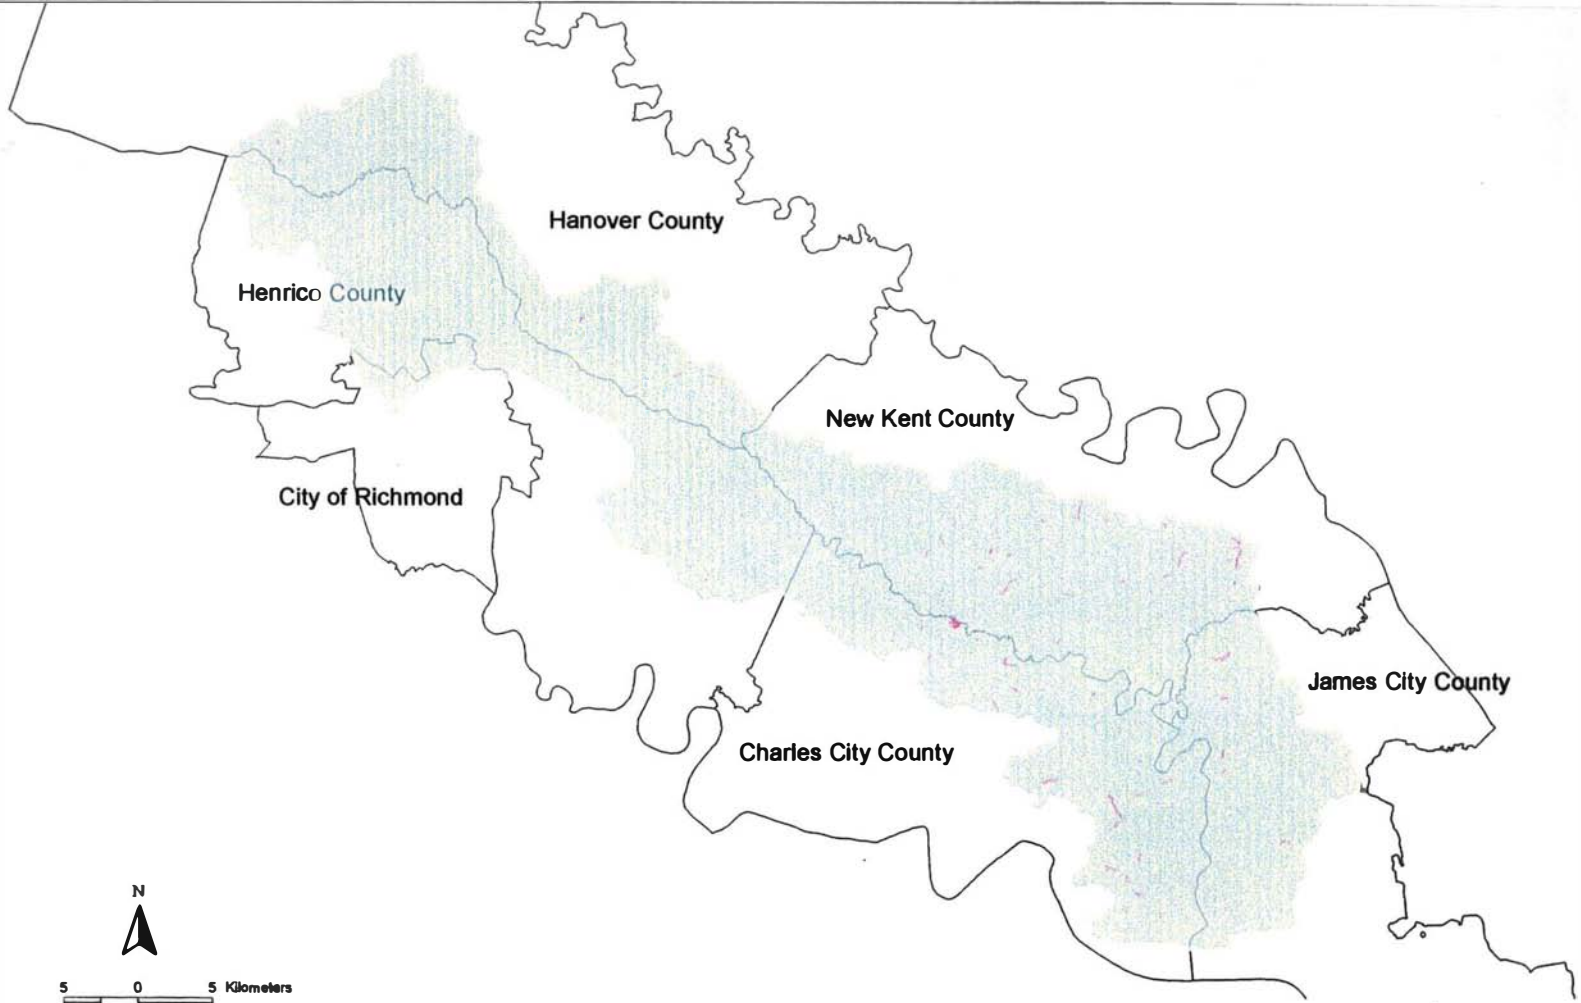 Hanover County
Henrico County
New Kent County
City of Richmond
James City County
Charles City County
N
5 0 5 Kilometers